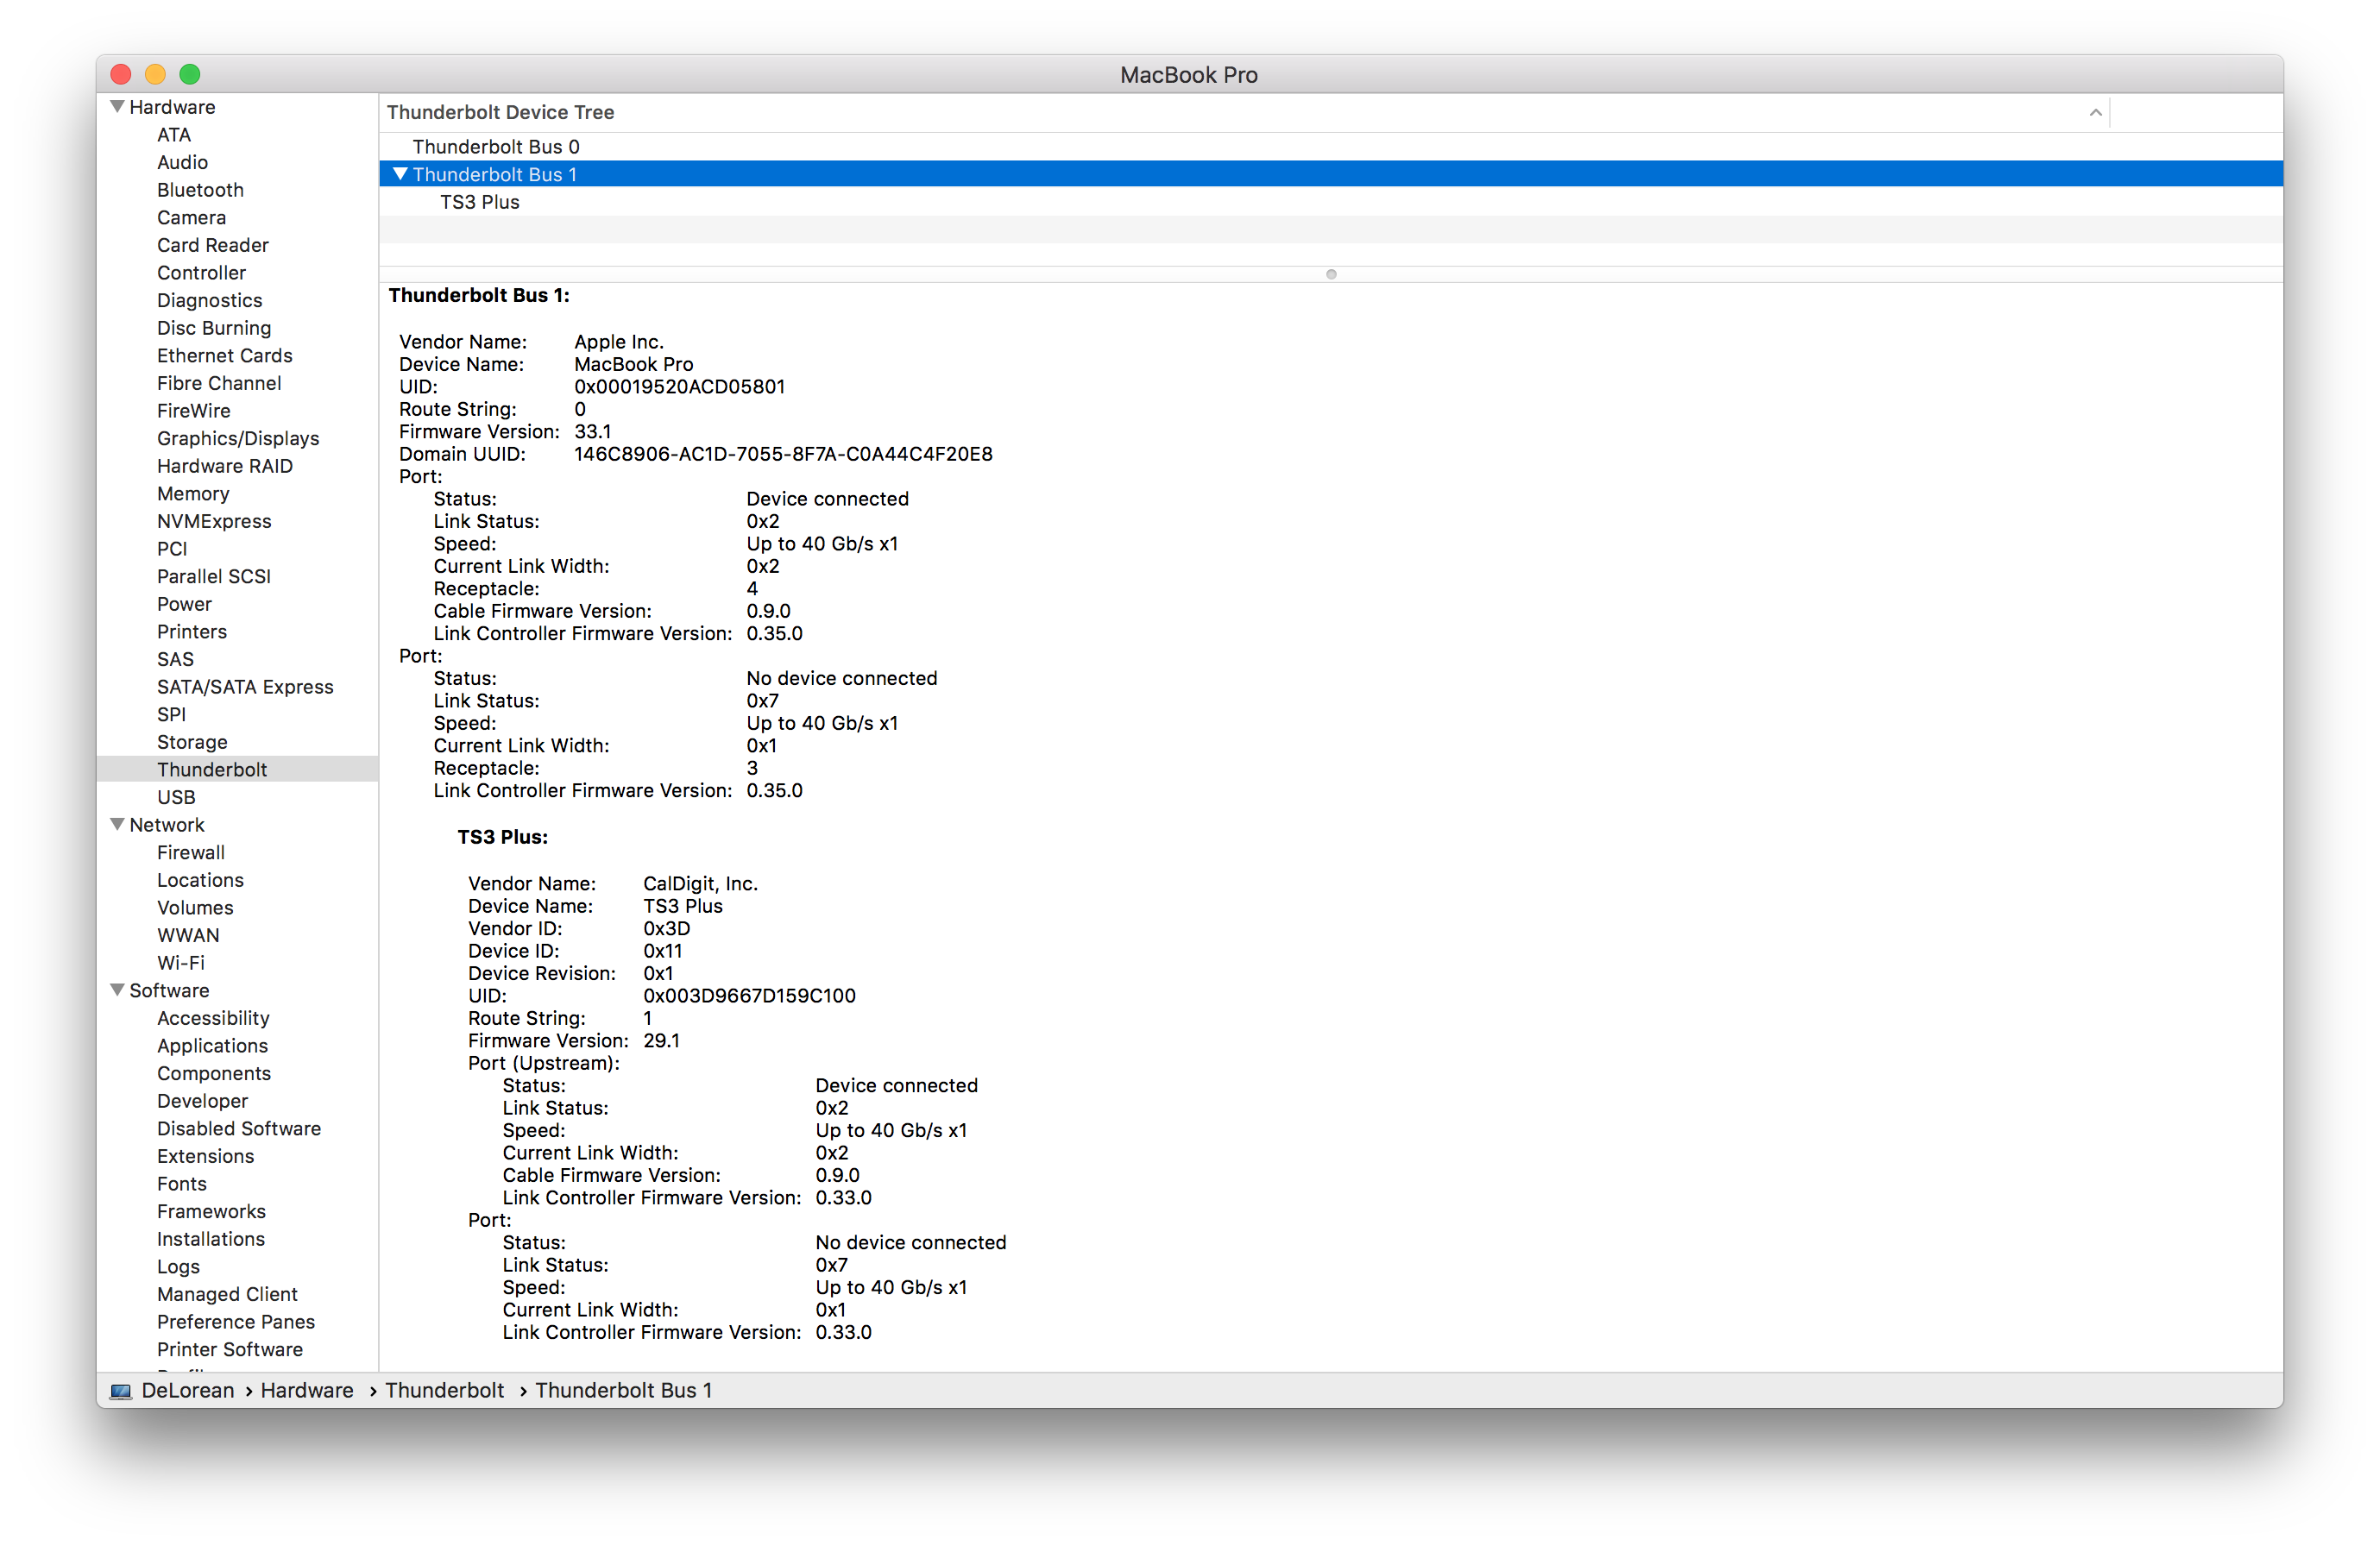 MacBook Pro
Hardware
ATA
Audio
Bluetooth
Camera
Card Reader
Controller
Diagnostics
Disc Burning
Ethernet Cards
Fibre Channel
FireWire
Graphics/Displays
Hardware RAID
Memory
NVMExpress
PCI
Parallel SCSI
Power
Printers
SAS
SATA/SATA Express
SPI
Storage
Thunderbolt
USB
Network
Firewall
Locations
Volumes
WWAN
Wi-Fi
Software
Accessibility
Applications
Components
Developer
Disabled Software
Extensions
Fonts
Frameworks
Installations
Logs
Managed Client
Preference Panes
Printer Software
Thunderbolt Device Tree
Thunderbolt Bus 0
Thunderbolt Bus 1
TS3 Plus
Thunderbolt Bus 1:
Vendor Name: Apple Inc.
Device Name: MacBook Pro
UID: 0x00019520ACD05801
Route String: 0
Firmware Version: 33.1
Domain UUID: 146C8906-AC1D-7055-8F7A-C0A44C4F20E8
Port:
Status: Device connected
Link Status: 0x2
Speed: Up to 40 Gb/s x1
Current Link Width: 0x2
Receptacle: 4
Cable Firmware Version: 0.9.0
Link Controller Firmware Version: 0.35.0
Port:
Status: No device connected
Link Status: 0x7
Speed: Up to 40 Gb/s x1
Current Link Width: 0x1
Receptacle: 3
Link Controller Firmware Version: 0.35.0
TS3 Plus:
Vendor Name: CalDigit, Inc.
Device Name: TS3 Plus
Vendor ID: 0x3D
Device ID: 0x11
Device Revision: 0x1
UID: 0x003D9667D159C100
Route String: 1
Firmware Version: 29.1
Port (Upstream):
Status: Device connected
Link Status: 0x2
Speed: Up to 40 Gb/s x1
Current Link Width: 0x2
Cable Firmware Version: 0.9.0
Link Controller Firmware Version: 0.33.0
Port:
Status: No device connected
Link Status: 0x7
Speed: Up to 40 Gb/s x1
Current Link Width: 0x1
Link Controller Firmware Version: 0.33.0
DeLorean › Hardware › Thunderbolt › Thunderbolt Bus 1